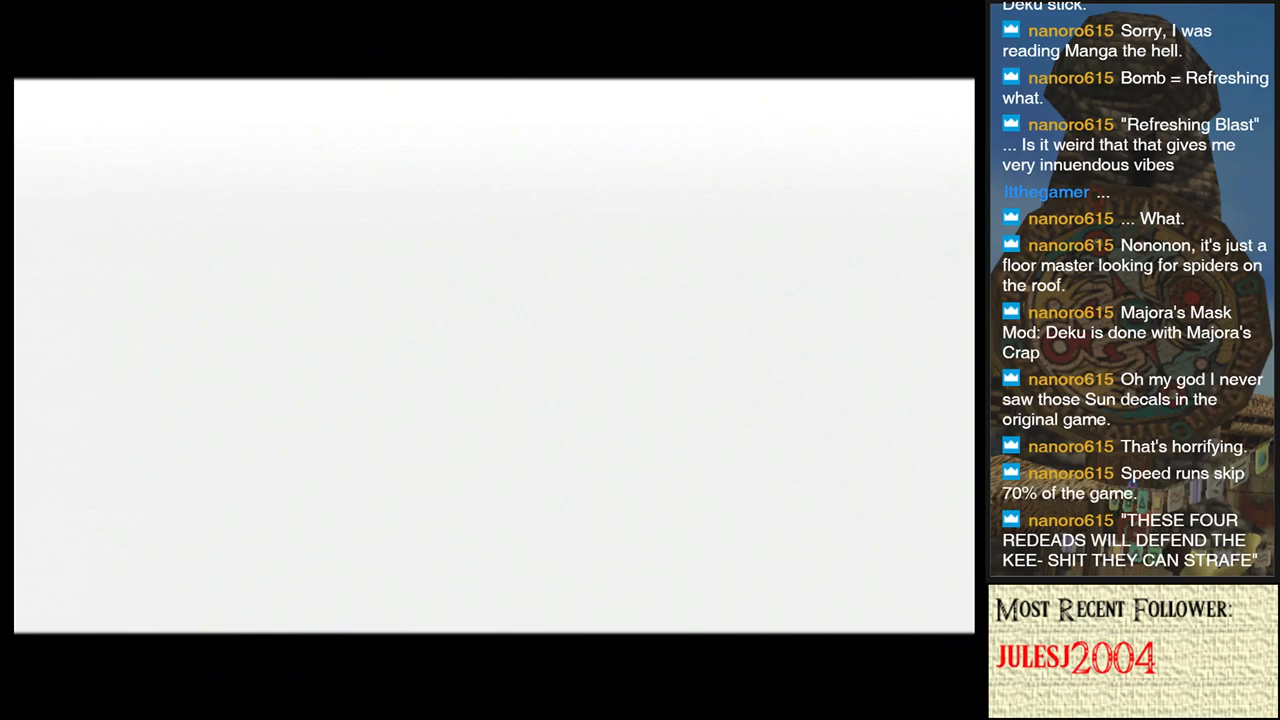 Deku stick.
nanoro615 Sorry, I was
reading Manga the hell.
nanoro615 Bomb = Refreshing
what.
nanoro615 "Refreshing Blast"
... Is it weird that that gives me
very innuendous vibes
ltthegamer ...
nanoro615 ... What.
nanoro615 Nononon, it's just a
floor master looking for spiders on
the roof.
nanoro615 Majora's Mask
Mod: Deku is done with Majora's
Crap
nanoro615 Oh my god I never
saw those Sun decals in the
original game.
nanoro615 That's horrifying.
nanoro615 Speed runs skip
70% of the game.
nanoro615 "THESE FOUR
REDEADS WILL DEFEND THE
KEE- SHIT THEY CAN STRAFE"
Most Recent Follower:
JULESJ2004